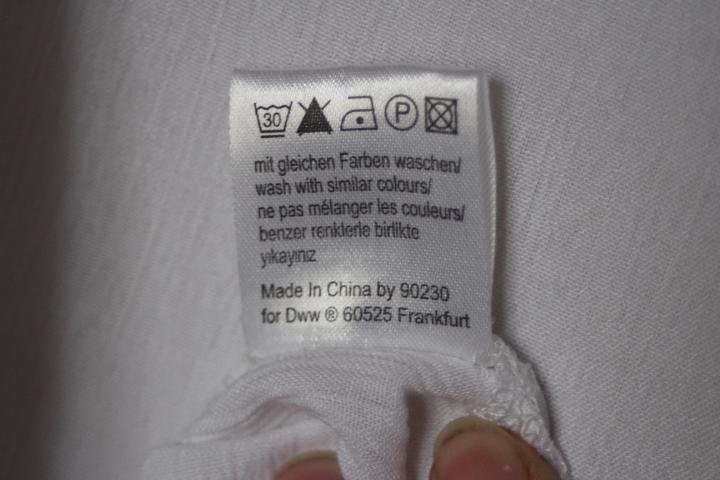 30 P
mit gleichen Farben waschen/
wash with similar colours/
ne pas mélanger les couleurs/
benzer renklerle birlikte
yıkayınız
Made In China by 90230
for Dww ® 60525 Frankfurt